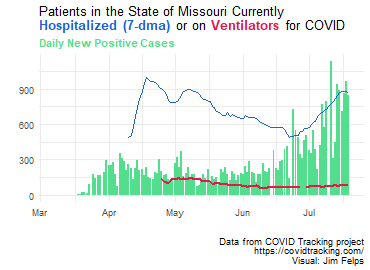 Patients in the State of Missouri Currently
Hospitalized (7-dma) or on Ventilators for COVID
Daily New Positive Cases
900
600
300
0
Mar Apr May Jun Jul
Data from COVID Tracking project
https://covidtracking.com/
Visual: Jim Felps